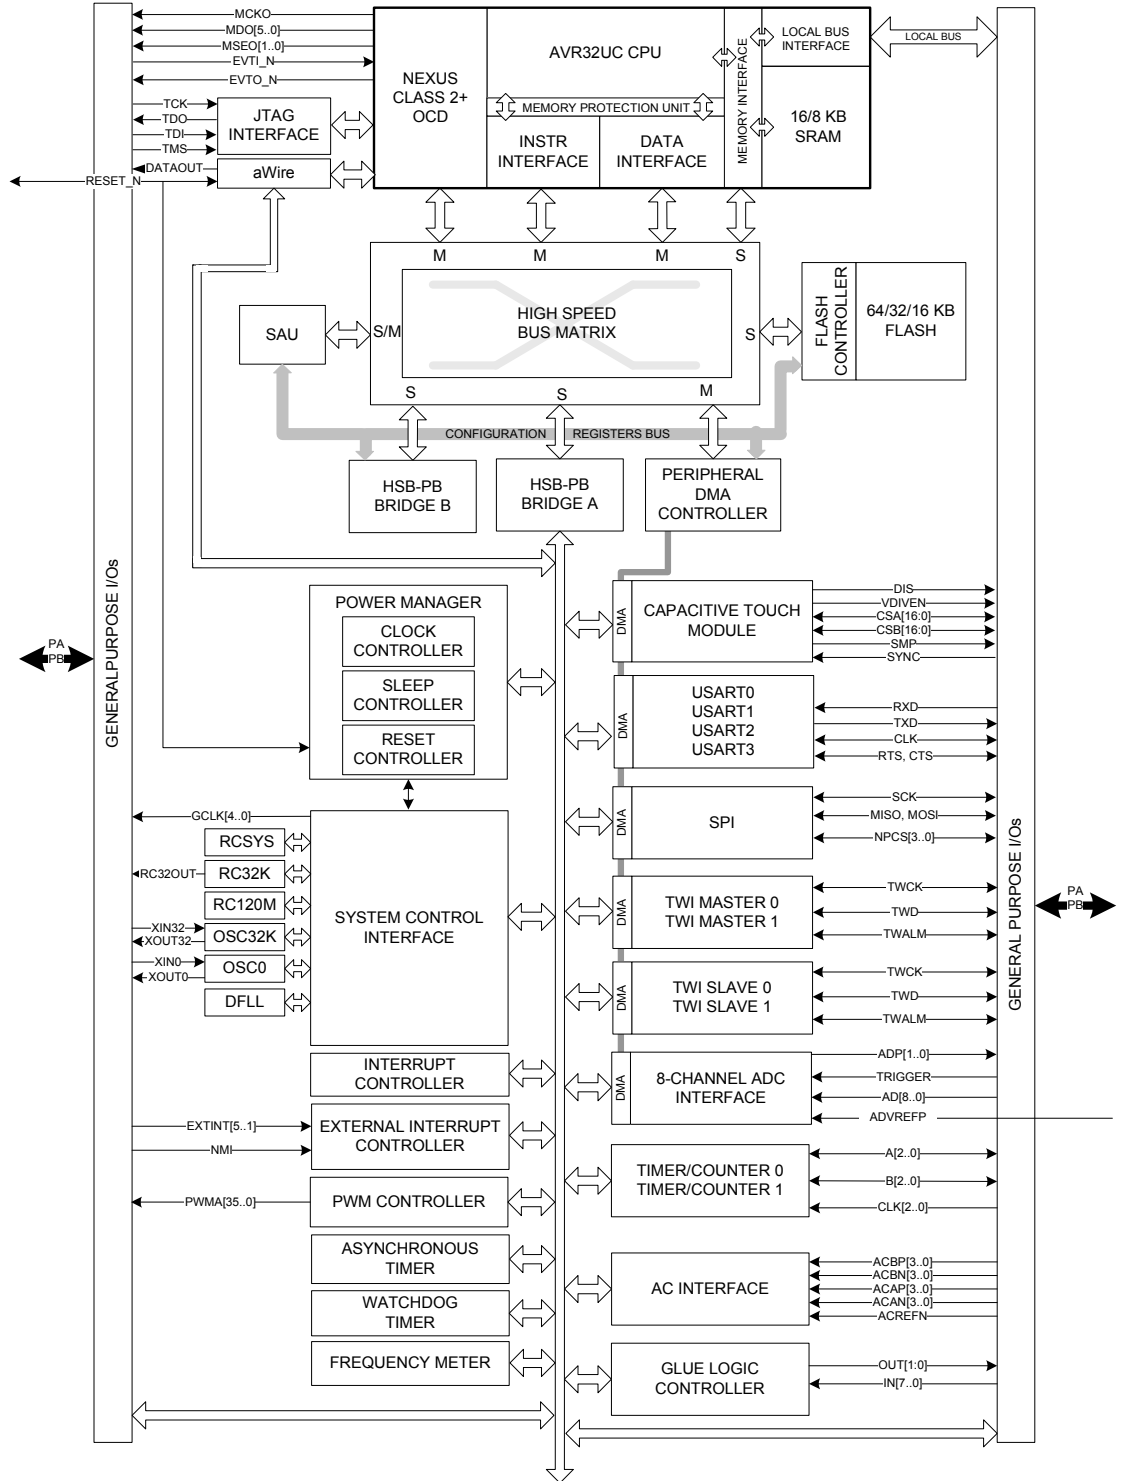 MCKO
MDO[5..0]
MSEO[1..0]
EVTI_N
EVTO_N
TCK
TDO
TDI
TMS
JTAG
INTERFACE
DATAOUT
aWire
RESET_N
NEXUS
CLASS 2+
OCD
AVR32UC CPU
MEMORY PROTECTION UNIT
INSTR
INTERFACE
DATA
INTERFACE
MEMORY INTERFACE
LOCAL BUS
INTERFACE
16/8 KB
SRAM
LOCAL BUS
M
M
M
S
HIGH SPEED
BUS MATRIX
SAU
S/M
S
S
S
M
FLASH
CONTROLLER
64/32/16 KB
FLASH
CONFIGURATION REGISTERS BUS
HSB-PB
BRIDGE B
HSB-PB
BRIDGE A
PERIPHERAL
DMA
CONTROLLER
GENERALPURPOSE I/Os
PA
PB
POWER MANAGER
CLOCK
CONTROLLER
SLEEP
CONTROLLER
RESET
CONTROLLER
GCLK[4..0]
RCSYS
RC32OUT
RC32K
RC120M
XIN32
XOUT32
OSC32K
XIN0
XOUT0
OSC0
DFLL
SYSTEM CONTROL
INTERFACE
INTERRUPT
CONTROLLER
EXTINT[5..1]
NMI
EXTERNAL INTERRUPT
CONTROLLER
PWMA[35..0]
PWM CONTROLLER
ASYNCHRONOUS
TIMER
WATCHDOG
TIMER
FREQUENCY METER
DMA
CAPACITIVE TOUCH
MODULE
DIS
VDIVEN
CSA[16:0]
CSB[16:0]
SMP
SYNC
DMA
USART0
USART1
USART2
USART3
RXD
TXD
CLK
RTS, CTS
DMA
SPI
SCK
MISO, MOSI
NPCS[3..0]
DMA
TWI MASTER 0
TWI MASTER 1
TWCK
TWD
TWALM
DMA
TWI SLAVE 0
TWI SLAVE 1
TWCK
TWD
TWALM
DMA
8-CHANNEL ADC
INTERFACE
ADP[1..0]
TRIGGER
AD[8..0]
ADVREFP
TIMER/COUNTER 0
TIMER/COUNTER 1
A[2..0]
B[2..0]
CLK[2..0]
AC INTERFACE
ACBP[3..0]
ACBN[3..0]
ACAP[3..0]
ACAN[3..0]
ACREFN
GLUE LOGIC
CONTROLLER
OUT[1:0]
IN[7..0]
GENERAL PURPOSE I/Os
PA
PB